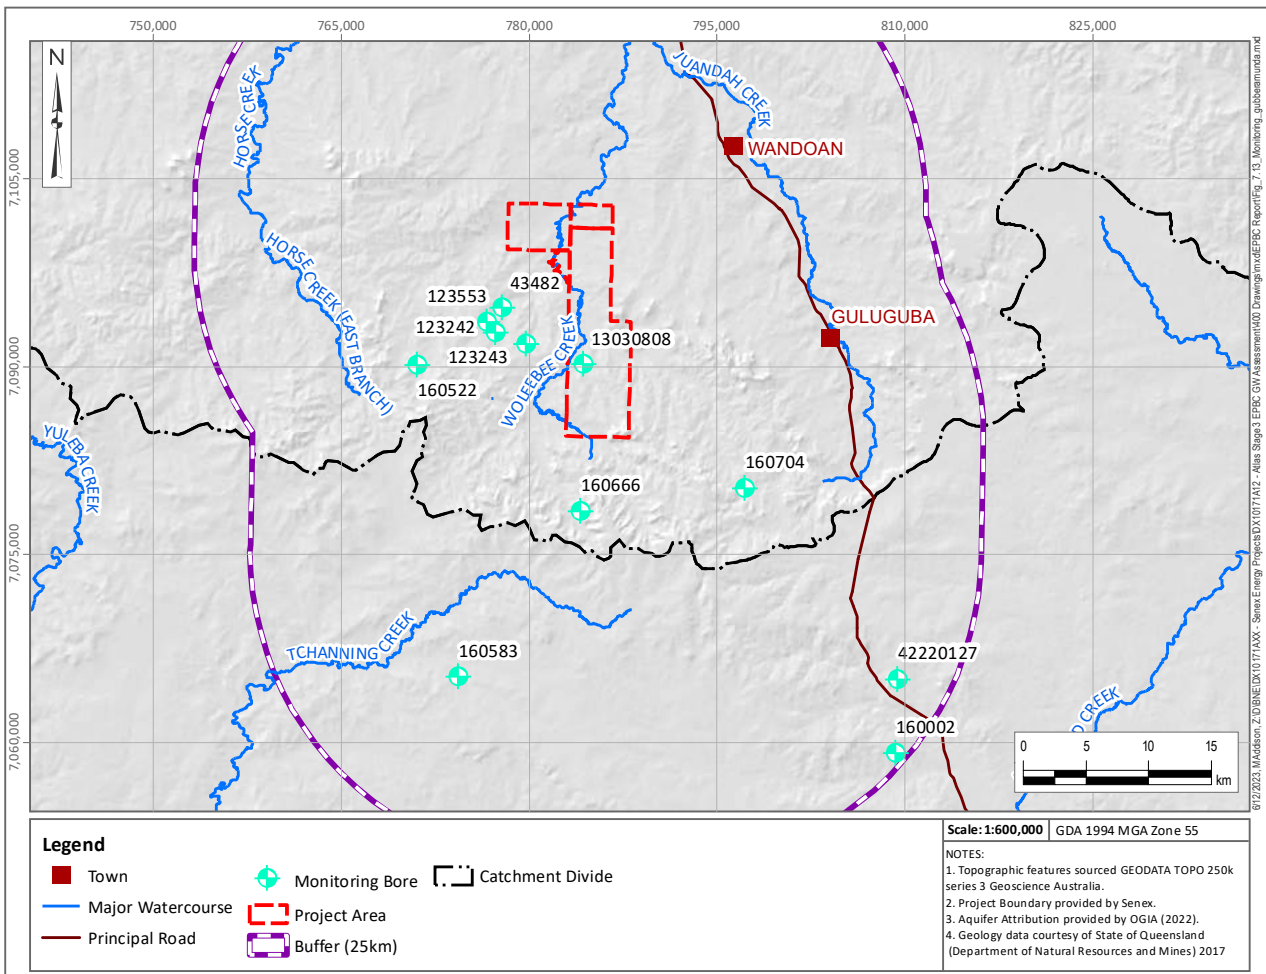 750,000
765,000
780,000
795,000
810,000
825,000
N
7,105,000
7,090,000
7,075,000
7,060,000
HORSE CREEK
HORSE CREEK (EAST BRANCH)
JUANDAH CREEK
WANDOAN
GULUGUBA
WOLEEBEE CREEK
YULEBA CREEK
TCHANNING CREEK
D CREEK
43482
123553
123242
123243
13030808
160522
160704
160666
160583
42220127
160002
0 5 10 15
km
Legend
Town
Major Watercourse
Principal Road
Monitoring Bore
Project Area
Buffer (25km)
Catchment Divide
Scale: 1:600,000 GDA 1994 MGA Zone 55
NOTES:
1. Topographic features sourced GEODATA TOPO 250k
series 3 Geoscience Australia.
2. Project Boundary provided by Senex.
3. Aquifer Attribution provided by OGIA (2022).
4. Geology data courtesy of State of Queensland
(Department of Natural Resources and Mines) 2017